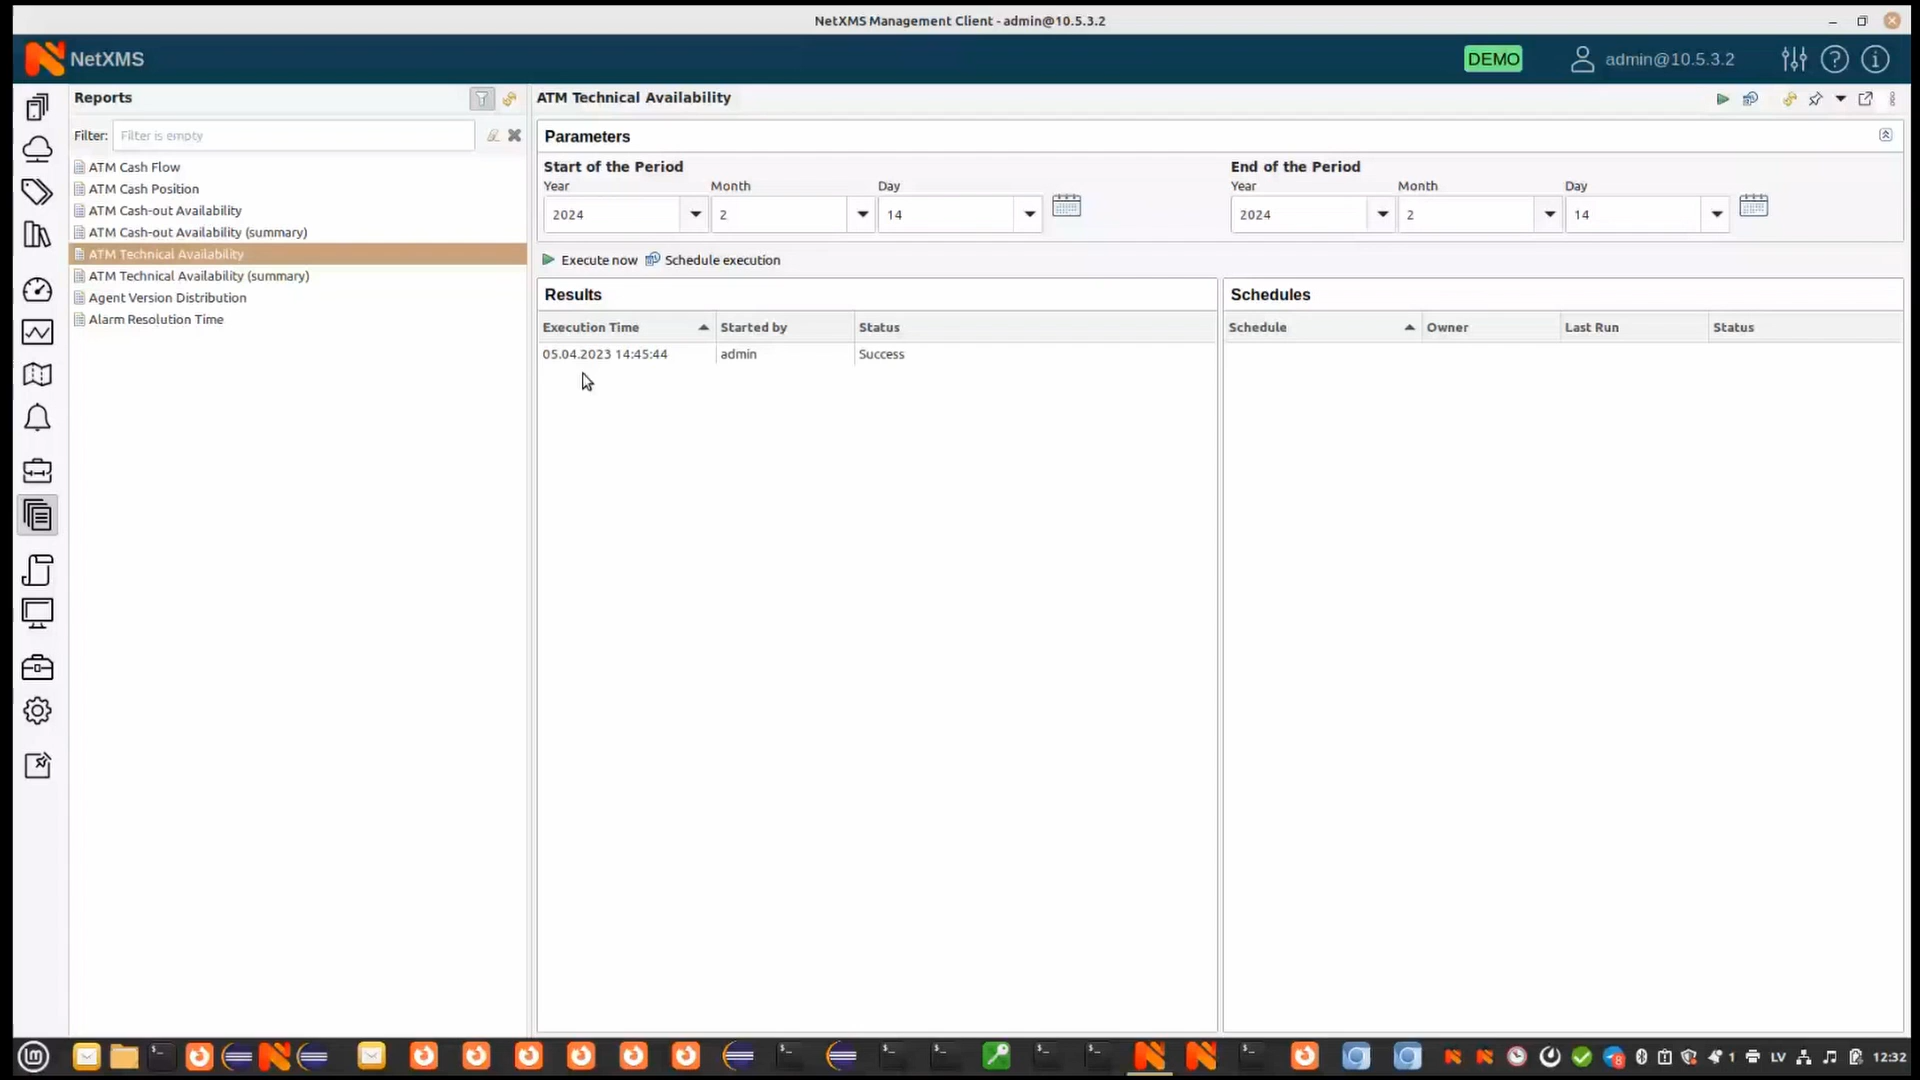 NetXMS Management Client - admin@10.5.3.2
NetXMS
DEMO
admin@10.5.3.2
Reports
Filter:
Filter is empty
ATM Cash Flow
ATM Cash Position
ATM Cash-out Availability
ATM Cash-out Availability (summary)
ATM Technical Availability
ATM Technical Availability (summary)
Agent Version Distribution
Alarm Resolution Time
ATM Technical Availability
Parameters
Start of the Period
Year Month Day
2024 2 14
End of the Period
Year Month Day
2024 2 14
Execute now
Schedule execution
Results
Execution Time Started by Status
05.04.2023 14:45:44 admin Success
Schedules
Schedule Owner Last Run Status
1
LV
12:32